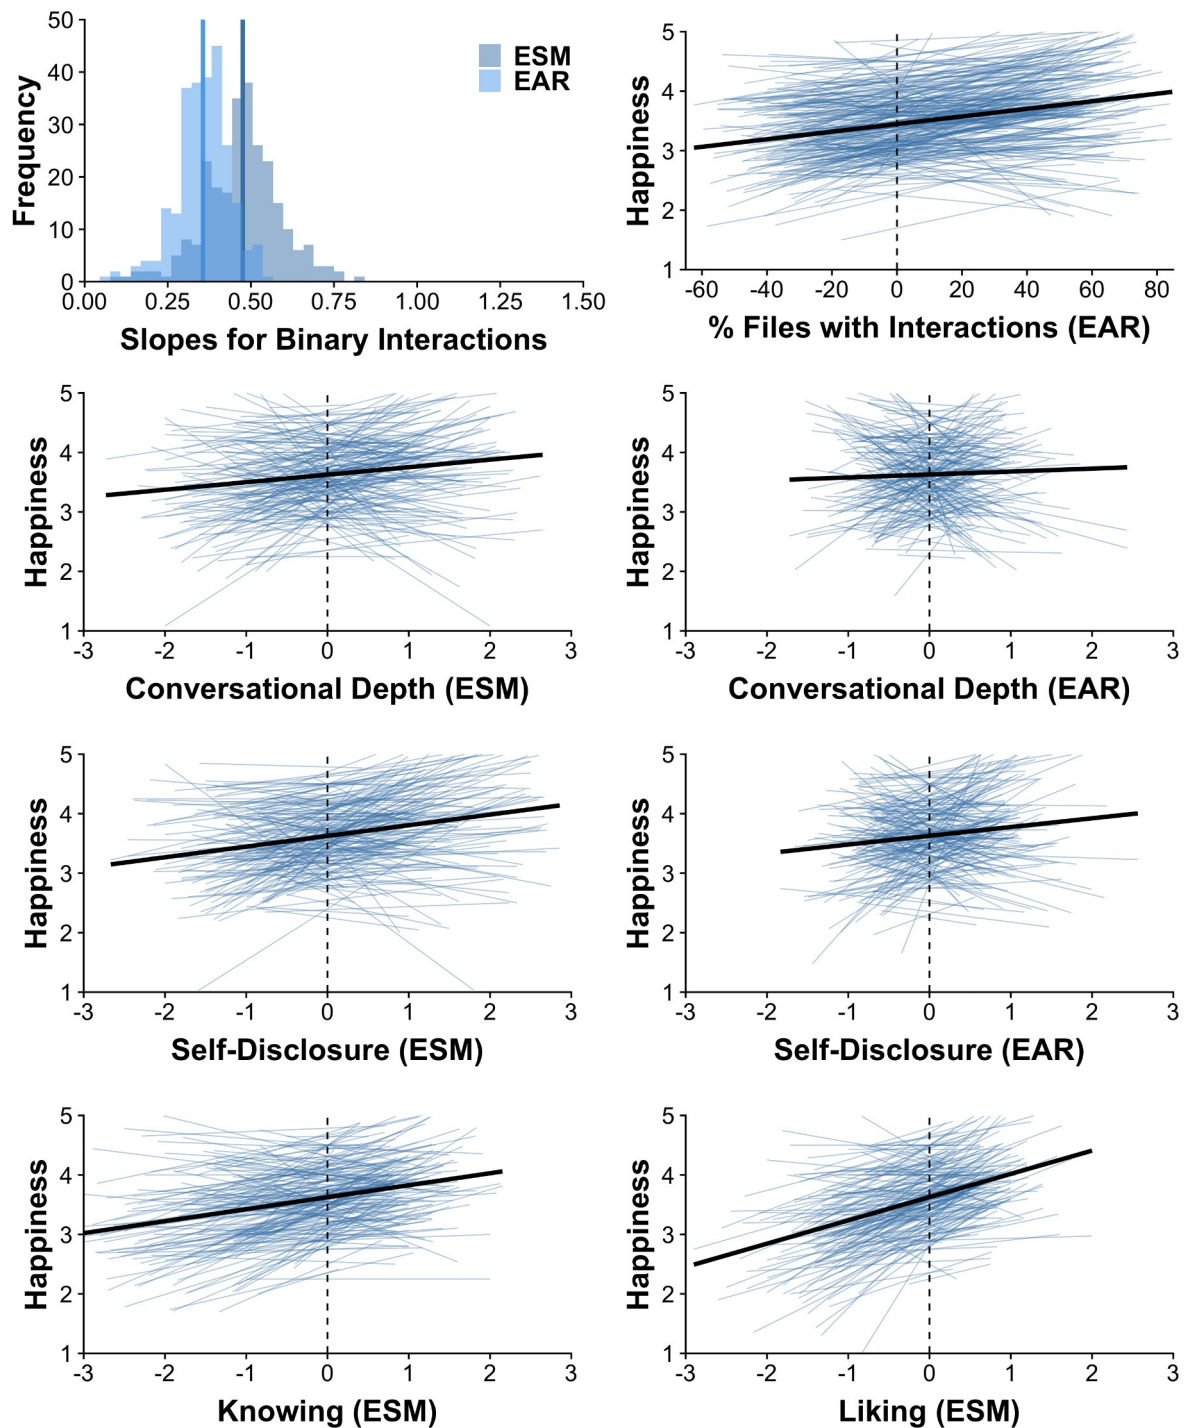 50
40
30
20
10
0
Frequency
ESM
EAR
0.00 0.25 0.50 0.75 1.00 1.25 1.50
Slopes for Binary Interactions
5
4
3
2
1
Happiness
-60 -40 -20 0 20 40 60 80
% Files with Interactions (EAR)
5
4
3
2
1
Happiness
-3 -2 -1 0 1 2 3
Conversational Depth (ESM)
5
4
3
2
1
Happiness
-3 -2 -1 0 1 2 3
Conversational Depth (EAR)
5
4
3
2
1
Happiness
-3 -2 -1 0 1 2 3
Self-Disclosure (ESM)
5
4
3
2
1
Happiness
-3 -2 -1 0 1 2 3
Self-Disclosure (EAR)
5
4
3
2
1
Happiness
-3 -2 -1 0 1 2 3
Knowing (ESM)
5
4
3
2
1
Happiness
-3 -2 -1 0 1 2 3
Liking (ESM)